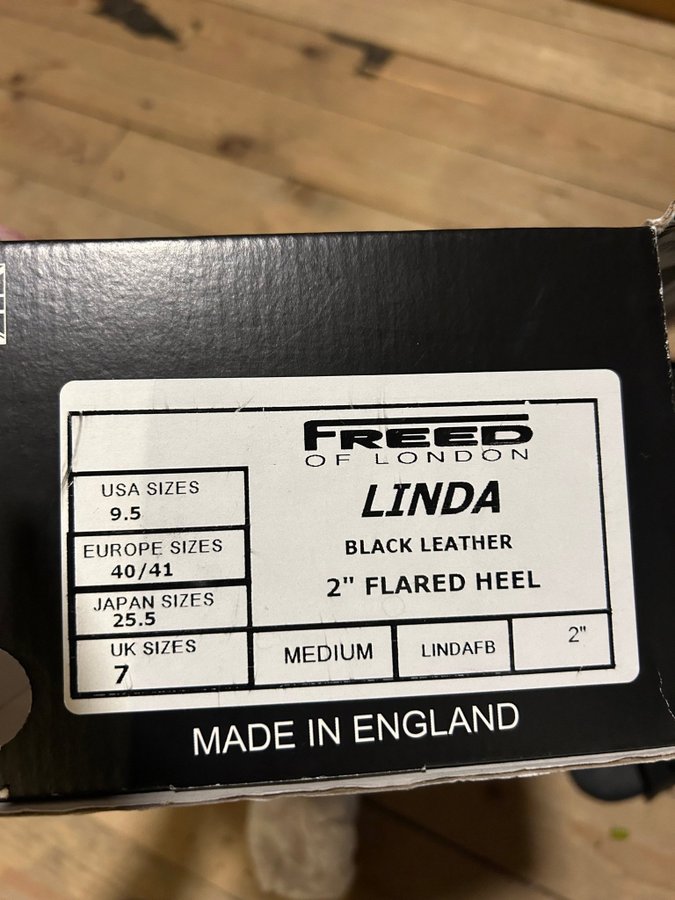 FREED
OF LONDON
LINDA
BLACK LEATHER
2" FLARED HEEL
USA SIZES
9.5
EUROPE SIZES
40/41
JAPAN SIZES
25.5
UK SIZES
7
MEDIUM
LINDAFB
2"
MADE IN ENGLAND